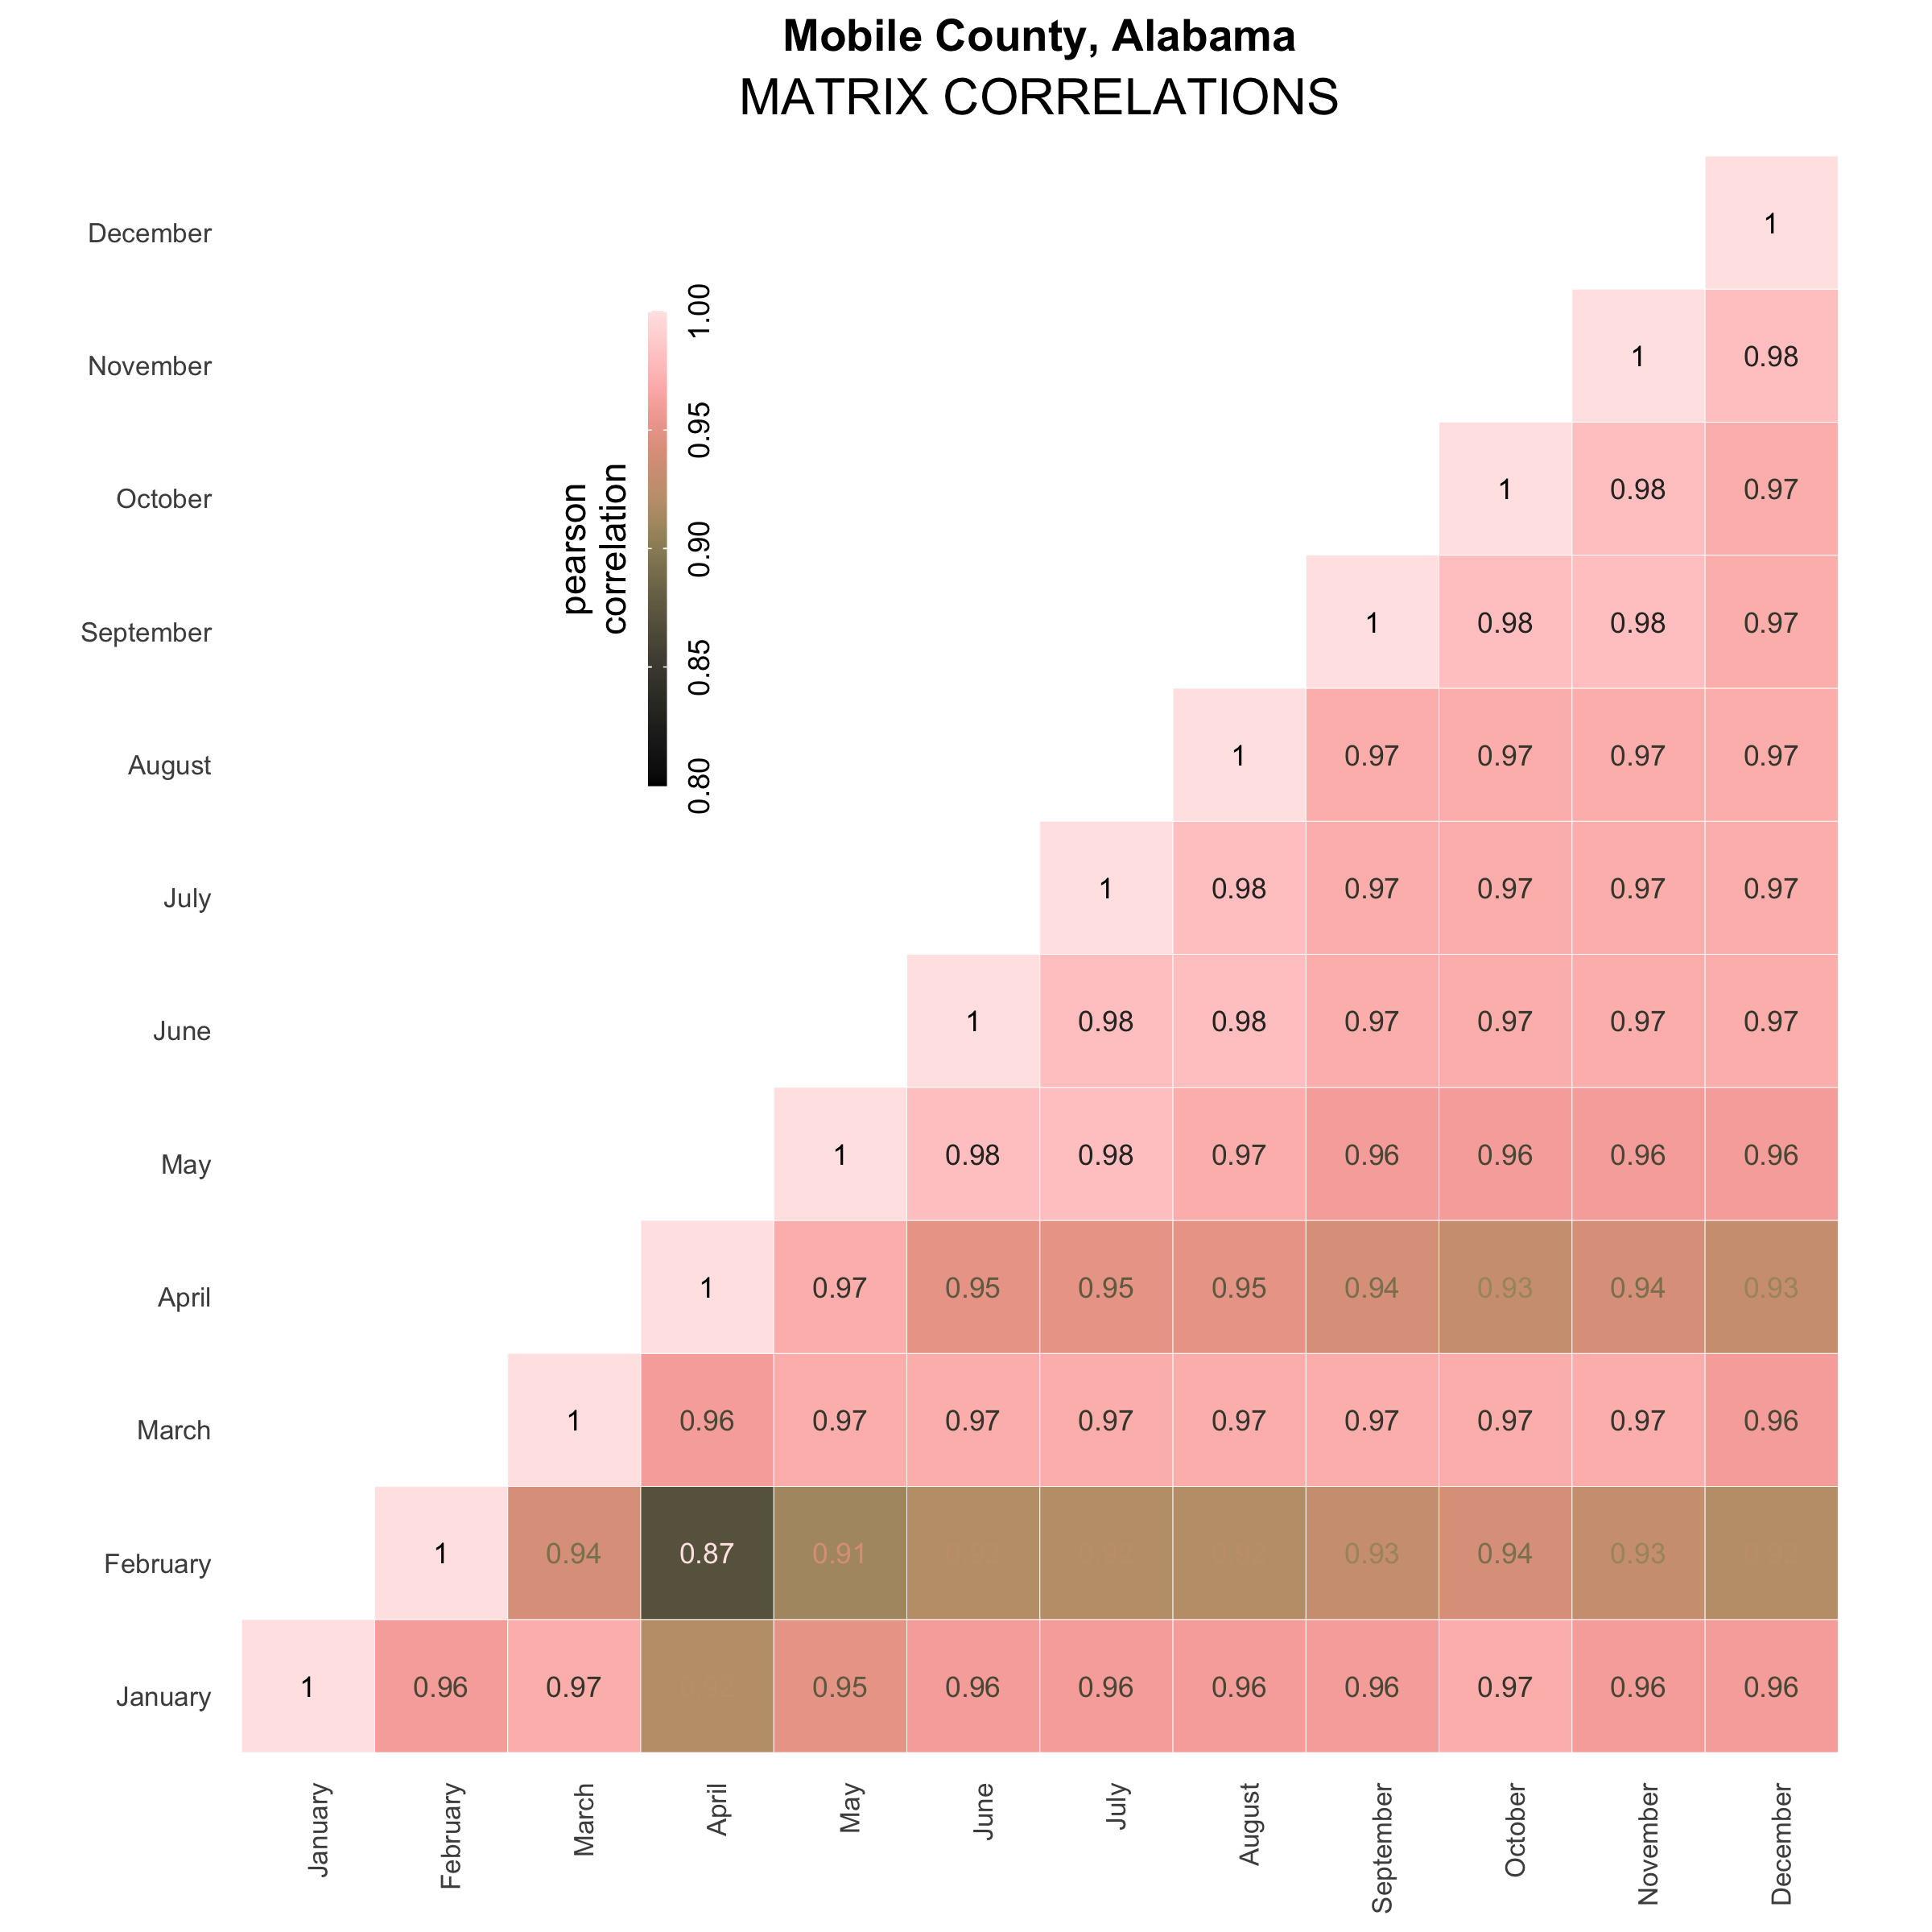 Mobile County, Alabama
MATRIX CORRELATIONS
December 1
November 1 0.98
October 1 0.98 0.97
September 1 0.98 0.98 0.97
August 1 0.97 0.97 0.97 0.97
July 1 0.98 0.97 0.97 0.97 0.97
June 1 0.98 0.98 0.97 0.97 0.97 0.97
May 1 0.98 0.98 0.97 0.96 0.96 0.96 0.96
April 1 0.97 0.95 0.95 0.95 0.94 0.93 0.94 0.93
March 1 0.96 0.97 0.97 0.97 0.97 0.97 0.97 0.97 0.96
February 1 0.94 0.87 0.91 0.93 0.94 0.93
January 1 0.96 0.97 0.95 0.96 0.96 0.96 0.96 0.97 0.96 0.96
January February March April May June July August September October November December
pearson
correlation
0.80 0.85 0.90 0.95 1.00